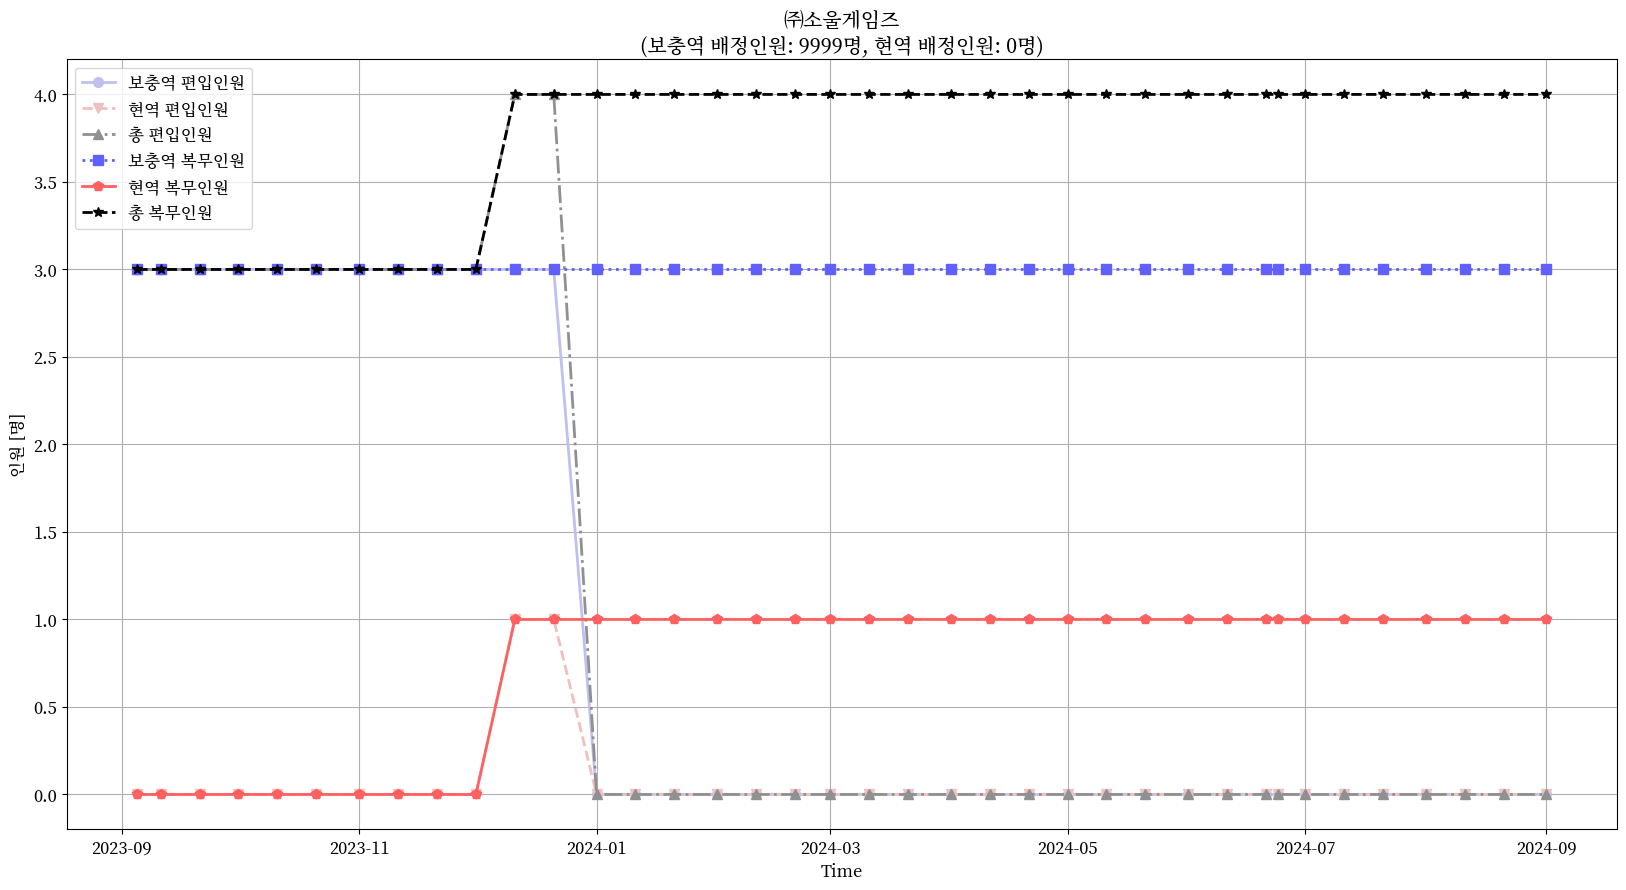 ㈜소울게임즈
(보충역 배정인원: 9999명, 현역 배정인원: 0명)
보충역 편입인원
현역 편입인원
총 편입인원
보충역 복무인원
현역 복무인원
총 복무인원
4.0
3.5
3.0
2.5
2.0
1.5
1.0
0.5
0.0
인원 [명]
2023-09
2023-11
2024-01
2024-03
2024-05
2024-07
2024-09
Time